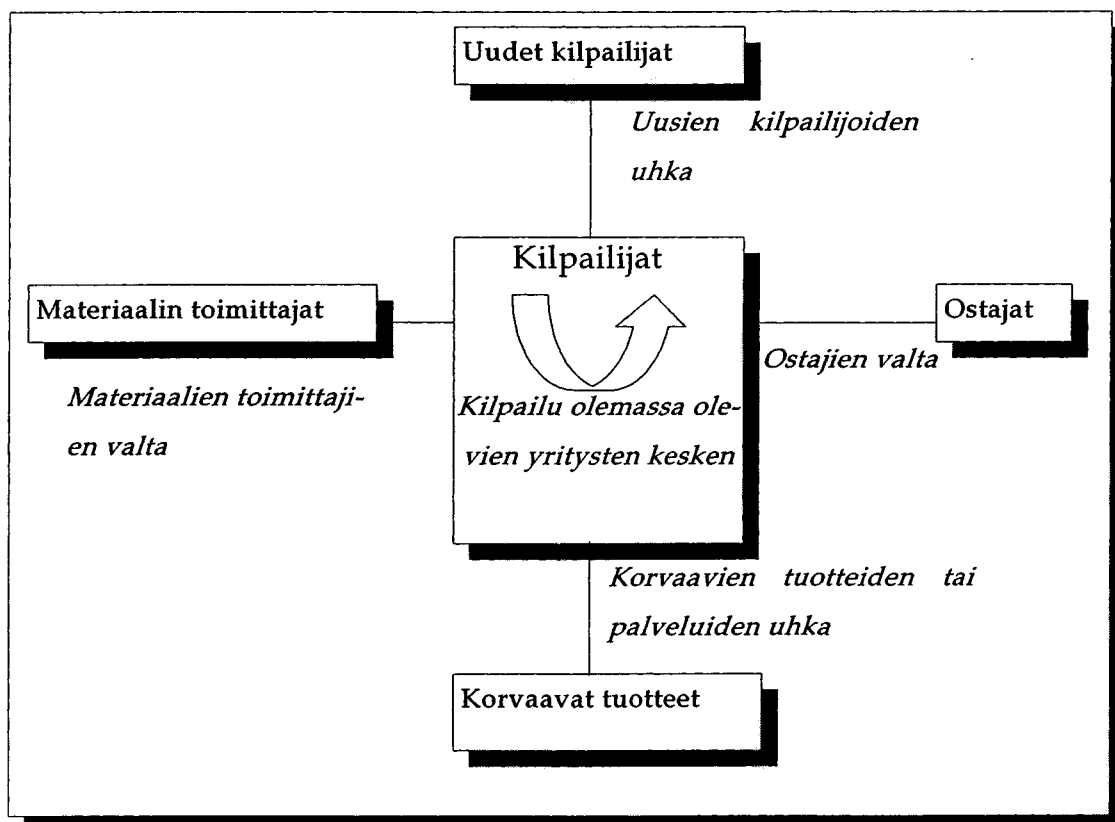 Uudet kilpailijat
Uusien kilpailijoiden
uhka
Kilpailijat
Materiaalin toimittajat
Ostajat
Ostajien valta
Materiaalien toimittaji-
en valta
Kilpailu olemassa ole-
vien yritysten kesken
Korvaavien tuotteiden tai
palveluiden uhka
Korvaavat tuotteet